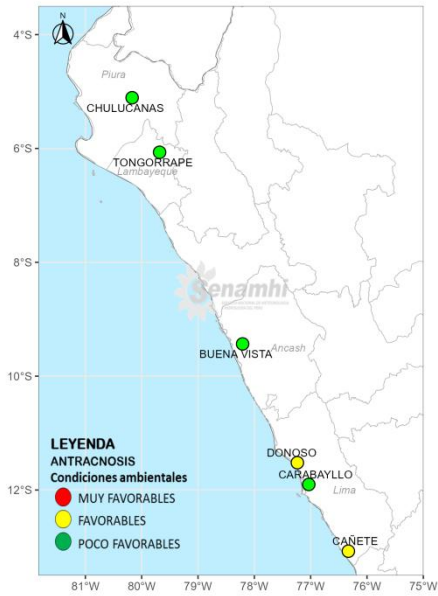 N
4°S
Piura
CHULUCANAS
6°S
TONGORRAPE
Lambayeque
8°S
Senamhi
BUENA VISTA
Ancash
10°S
LEYENDA
ANTRACNOSIS
Condiciones ambientales
MUY FAVORABLES
FAVORABLES
POCO FAVORABLES
DONOSO
CARABAYLLO
Lima
12°S
CAÑETE
81°W
80°W
79°W
78°W
77°W
76°W
75°W